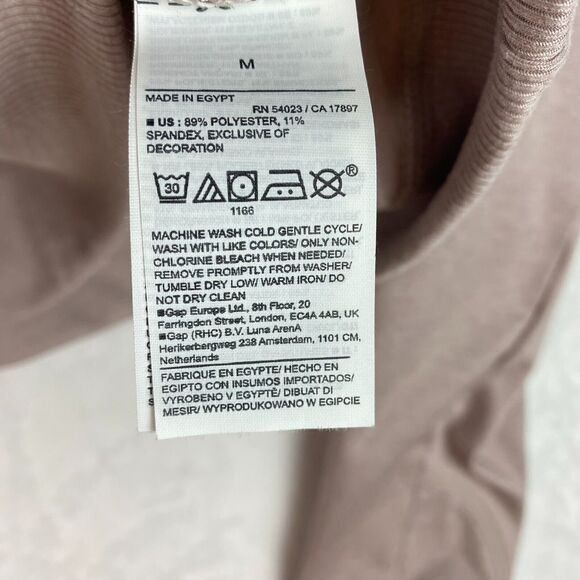 M
MADE IN EGYPT
RN 54023 / CA 17897
■ US : 89% POLYESTER, 11%
SPANDEX, EXCLUSIVE OF
DECORATION
30
®
1166
MACHINE WASH COLD GENTLE CYCLE/
WASH WITH LIKE COLORS/ ONLY NON-
CHLORINE BLEACH WHEN NEEDED/
REMOVE PROMPTLY FROM WASHER/
TUMBLE DRY LOW/ WARM IRON/ DO
NOT DRY CLEAN
■Gap Europe Ltd., 8th Floor, 20
Farringdon Street, London, EC4A 4AB, UK
■Gap (RHC) B.V. Luna ArenA
Herikerbergweg 238 Amsterdam, 1101 CM,
Netherlands
FABRIQUE EN EGYPTE/ HECHO EN
EGIPTO CON INSUMOS IMPORTADOS/
VYROBENO V EGYPTĚ/ DIBUAT DI
MESIR/ WYPRODUKOWANO W EGIPCIE